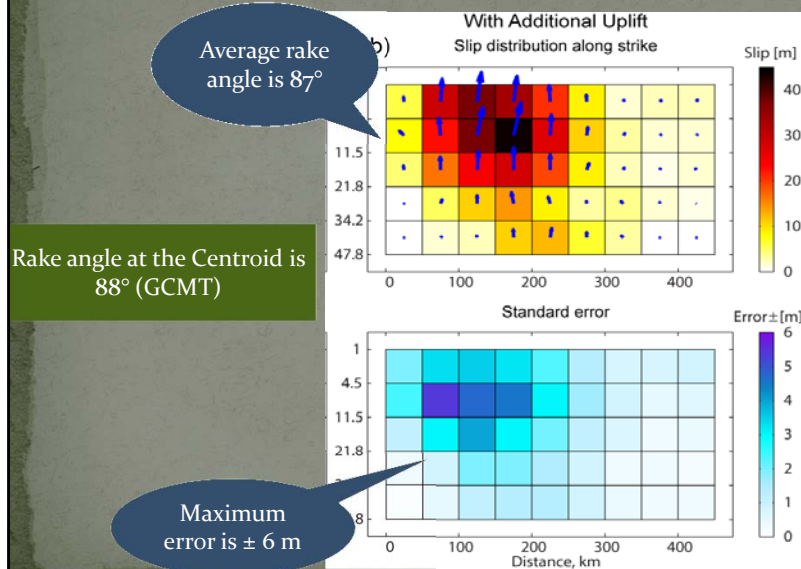 With Additional Uplift
b)
Slip distribution along strike
Average rake
angle is 87°
Slip [m]
40
30
20
10
0
11.5
21.8
34.2
47.8
0
100
200
300
400
Rake angle at the Centroid is
88° (GCMT)
Standard error
Error±[m]
6
5
4
3
2
1
0
1
4.5
11.5
21.8
.8
0
100
200
300
400
Distance, km
Maximum
error is ± 6 m